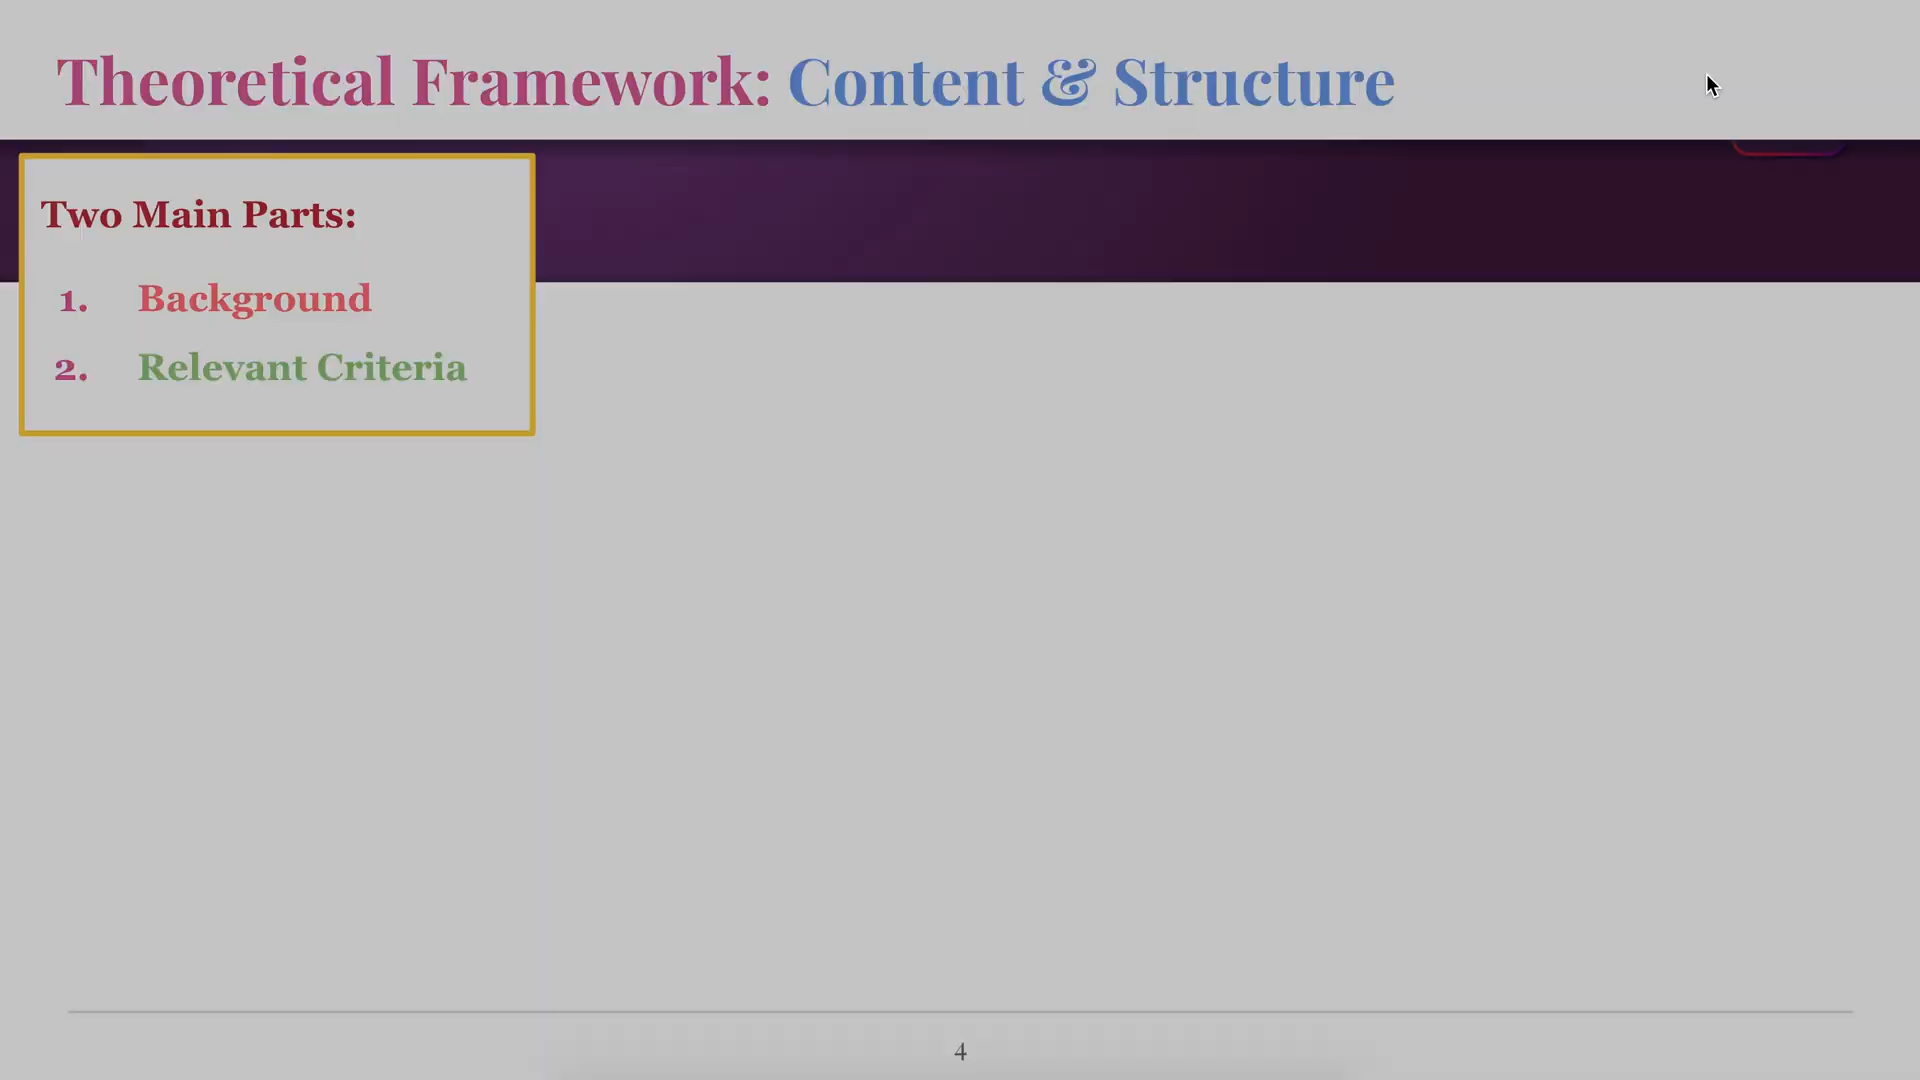 Theoretical Framework: Content & Structure
Two Main Parts:
1. Background
2. Relevant Criteria
4